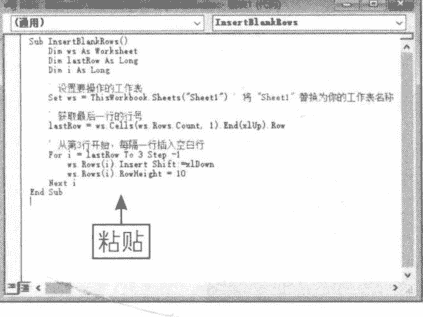 (通用)
InsertBlankRows
Sub InsertBlankRows()
Dim ws As Worksheet
Dim lastRow As Long
Dim i As Long
' 设置要操作的工作表
Set ws = ThisWorkbook.Sheets("Sheet1") ' 将 "Sheet1" 替换为你的工作表名称
' 获取最后一行的行号
lastRow = ws.Cells(ws.Rows.Count, 1).End(xlUp).Row
' 从第3行开始，每隔一行插入空白行
For i = lastRow To 3 Step -1
ws.Rows(i).Insert Shift:=xlDown
ws.Rows(i).RowHeight = 10
Next i
End Sub
粘贴